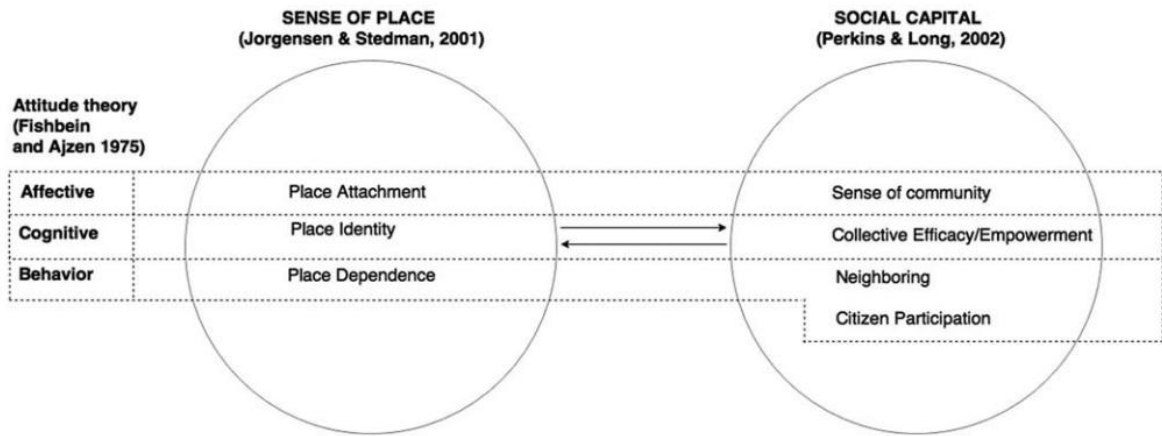 SENSE OF PLACE
(Jorgensen & Stedman, 2001)
SOCIAL CAPITAL
(Perkins & Long, 2002)
Attitude theory
(Fishbein
and Ajzen 1975)
Affective
Place Attachment
Sense of community
Cognitive
Place Identity
Collective Efficacy/Empowerment
Behavior
Place Dependence
Neighboring
Citizen Participation